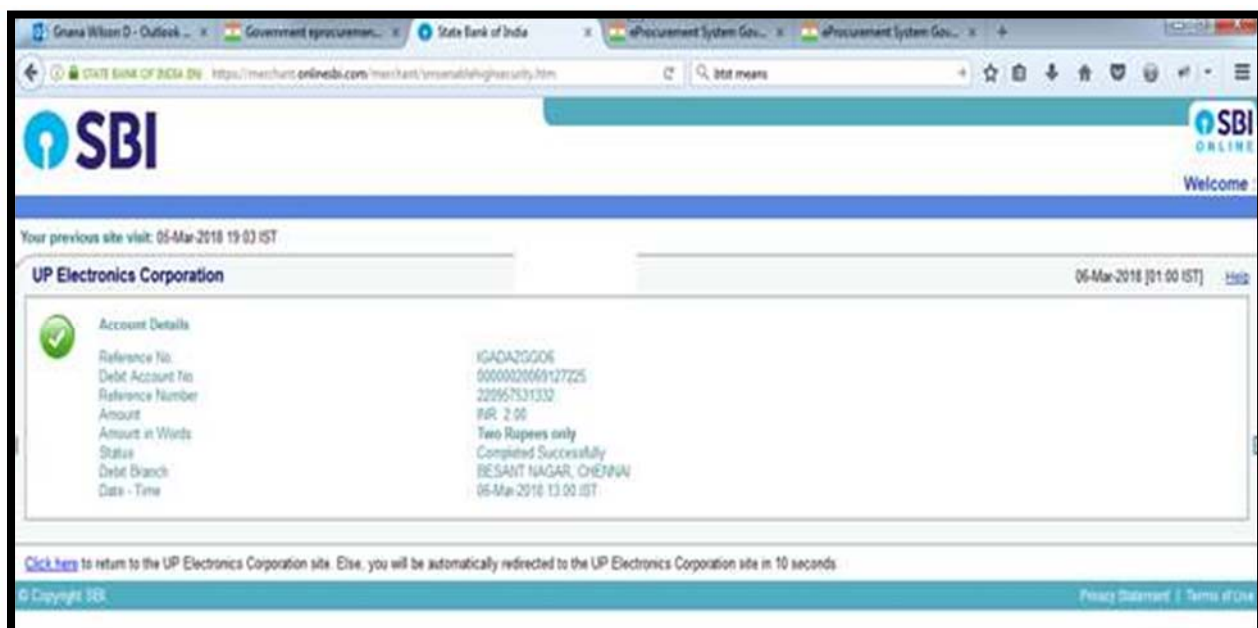 Gnana Wilson D - Outlook ... x Government eprocuremen... x State Bank of India x eProcurement System Gov... x eProcurement System Gov... x +
STATE BANK OF INDIA (IN) https://merchant.onlinesbi.com/merchant/smsenablehighsecurity.htm btst means
SBI
SBI
ONLINE
Welcome :
Your previous site visit: 05-Mar-2018 19:03 IST
UP Electronics Corporation 06-Mar-2018 [01:00 IST] Help
Account Details
Reference No. IGADAZGGO6
Debit Account No. 00000020069127225
Reference Number 220957531332
Amount INR 2.00
Amount in Words Two Rupees only
Status Completed Successfully
Debit Branch BESANT NAGAR, CHENNAI
Date - Time 06-Mar-2018 13:00 IST
Click here to return to the UP Electronics Corporation site. Else, you will be automatically redirected to the UP Electronics Corporation site in 10 seconds
© Copyright SBI Privacy Statement | Terms of Use